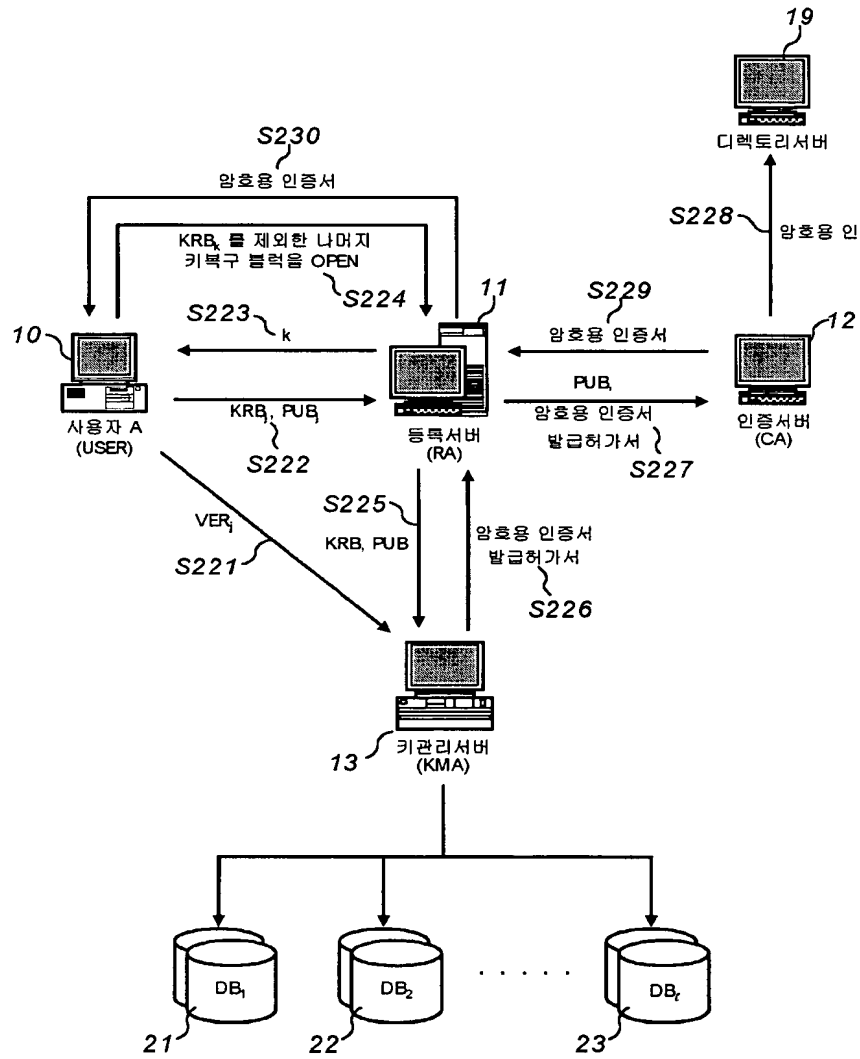 19
디렉토리서버
S230
암호용 인증서
S228
암호용 인
KRBk 를 제외한 나머지
키복구 블럭을 OPEN
S224
11
S229
12
10
S223
k
암호용 인증서
사용자 A
(USER)
KRBj, PUBj
S222
등록서버
(RA)
PUB,
암호용 인증서
발급허가서
S227
인증서버
(CA)
VERj
S221
S225
KRB, PUB
암호용 인증서
발급허가서
S226
13
키관리서버
(KMA)
DB1
DB2
. . . . .
DBℓ
21
22
23